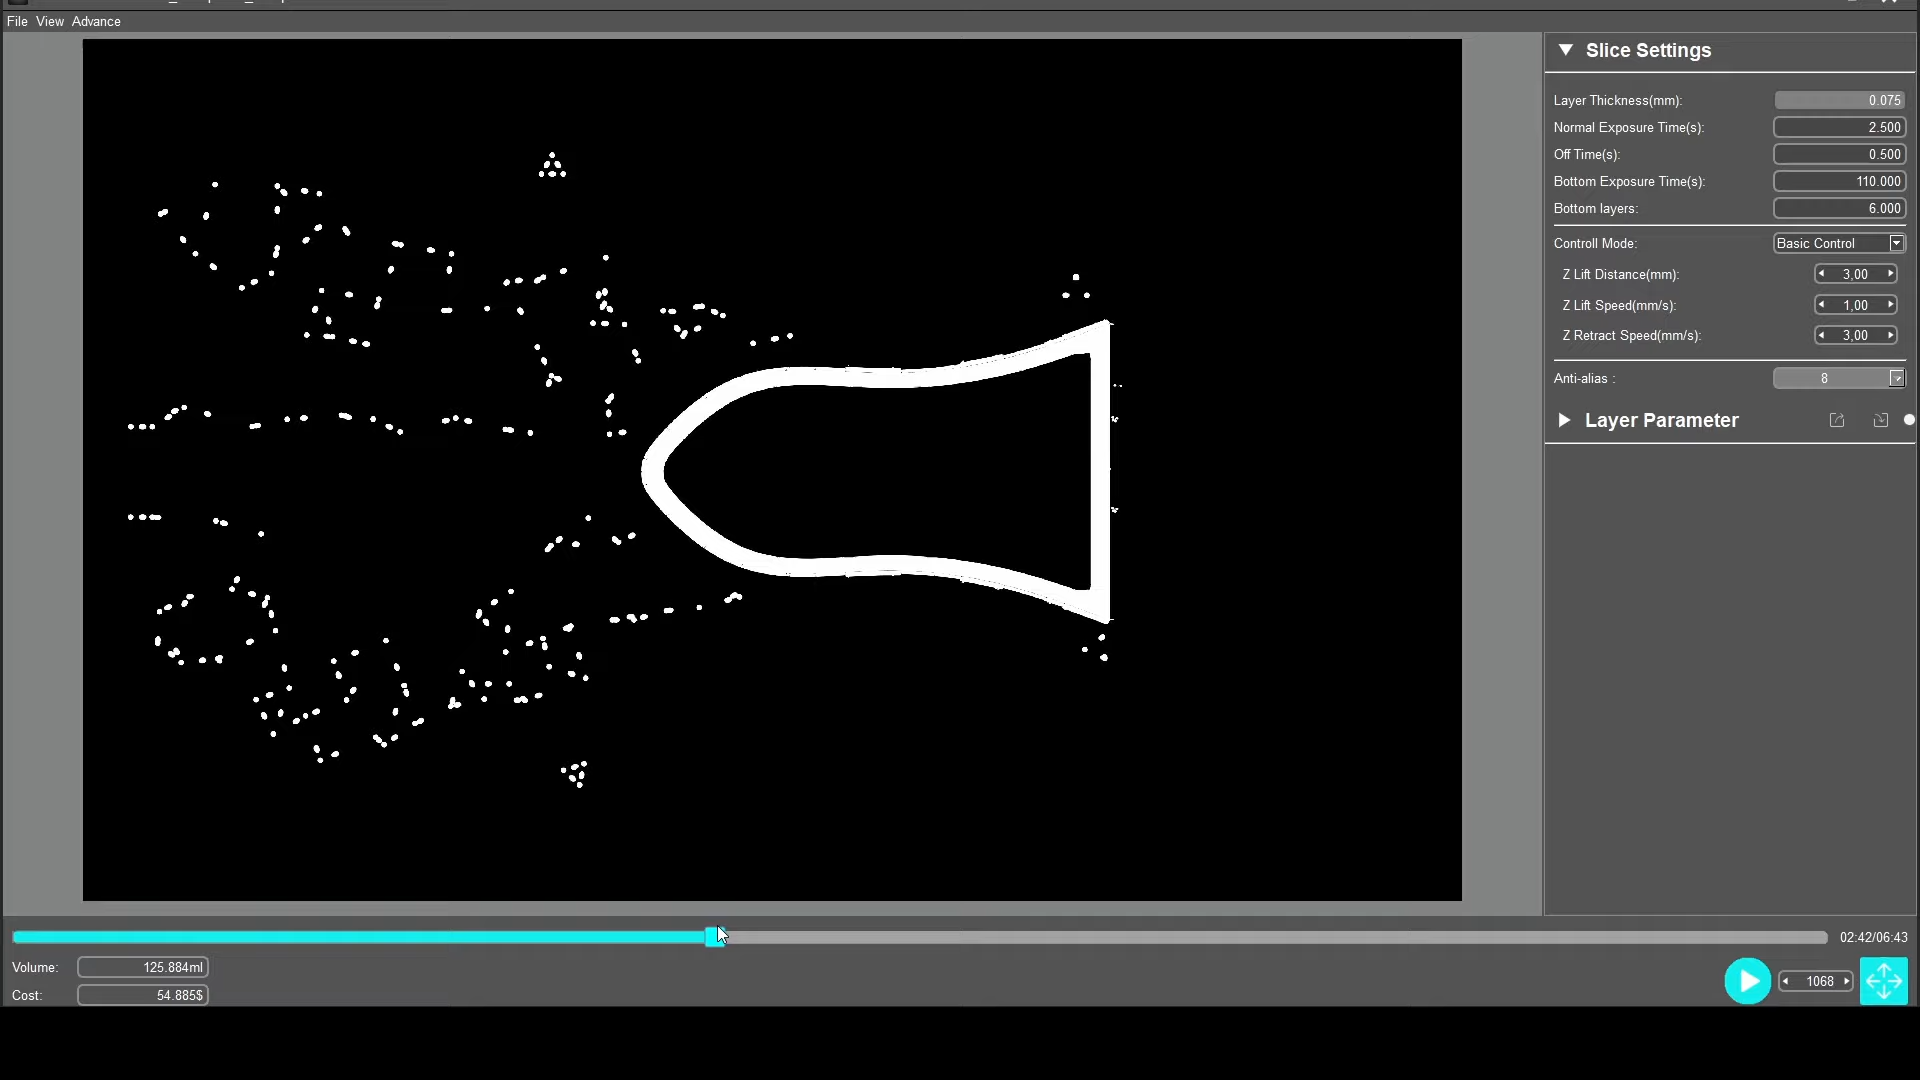 File View Advance
Slice Settings
Layer Thickness(mm): 0.075
Normal Exposure Time(s): 2.500
Off Time(s): 0.500
Bottom Exposure Time(s): 110.000
Bottom layers: 6.000
Controll Mode: Basic Control
Z Lift Distance(mm): 3,00
Z Lift Speed(mm/s): 1,00
Z Retract Speed(mm/s): 3,00
Anti-alias : 8
Layer Parameter
02:42/06:43
Volume: 125.884ml
1068
Cost: 54.885$